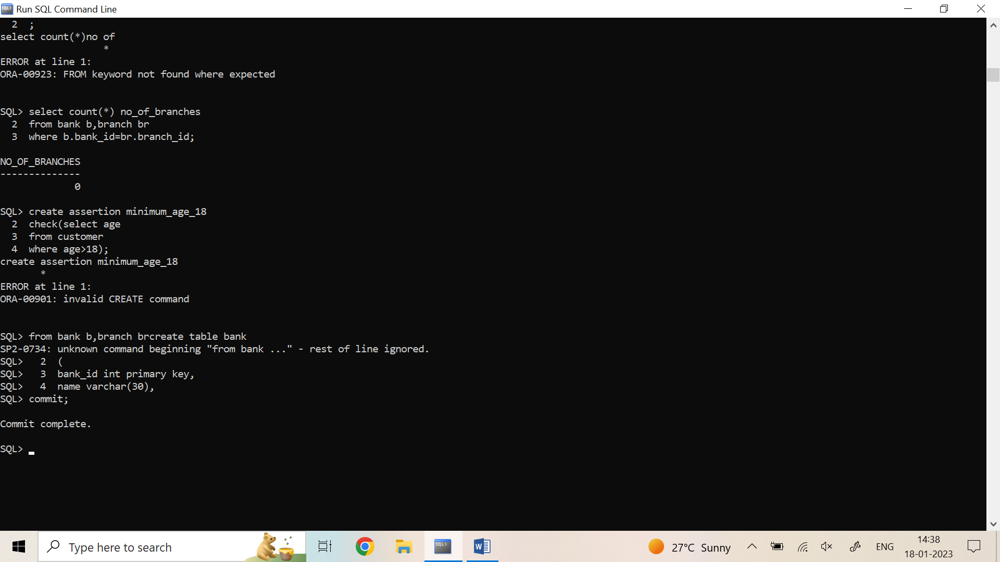 Run SQL Command Line
  2  ;
select count(*)no of
                  *
ERROR at line 1:
ORA-00923: FROM keyword not found where expected
SQL> select count(*) no_of_branches
  2  from bank b,branch br
  3  where b.bank_id=br.branch_id;
NO_OF_BRANCHES
--------------
             0
SQL> create assertion minimum_age_18
  2  check(select age
  3  from customer
  4  where age>18);
create assertion minimum_age_18
       *
ERROR at line 1:
ORA-00901: invalid CREATE command
SQL> from bank b,branch brcreate table bank
SP2-0734: unknown command beginning "from bank ..." - rest of line ignored.
SQL>   2  (
SQL>   3  bank_id int primary key,
SQL>   4  name varchar(30),
SQL> commit;
Commit complete.
SQL>
Type here to search
SQL>
W
27°C Sunny
ENG
14:38
18-01-2023